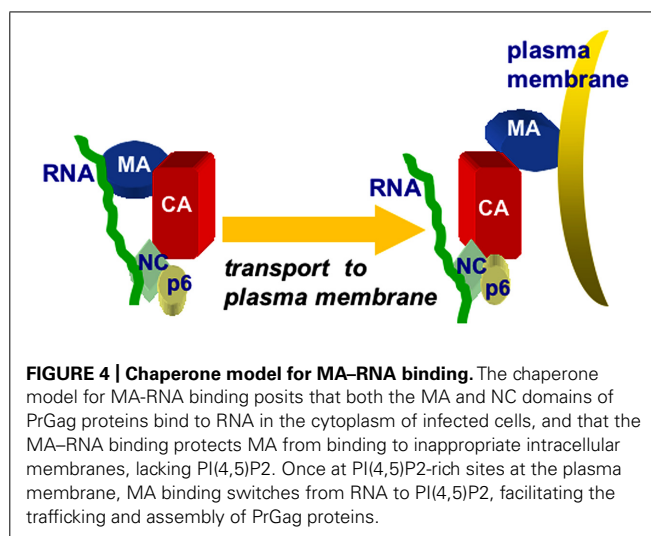 plasma
membrane
MA
MA
RNA
RNA
CA
CA
NC
p6
transport to
plasma membrane
NC
p6
FIGURE 4 | Chaperone model for MA–RNA binding. The chaperone
model for MA-RNA binding posits that both the MA and NC domains of
PrGag proteins bind to RNA in the cytoplasm of infected cells, and that the
MA–RNA binding protects MA from binding to inappropriate intracellular
membranes, lacking PI(4,5)P2. Once at PI(4,5)P2-rich sites at the plasma
membrane, MA binding switches from RNA to PI(4,5)P2, facilitating the
trafficking and assembly of PrGag proteins.